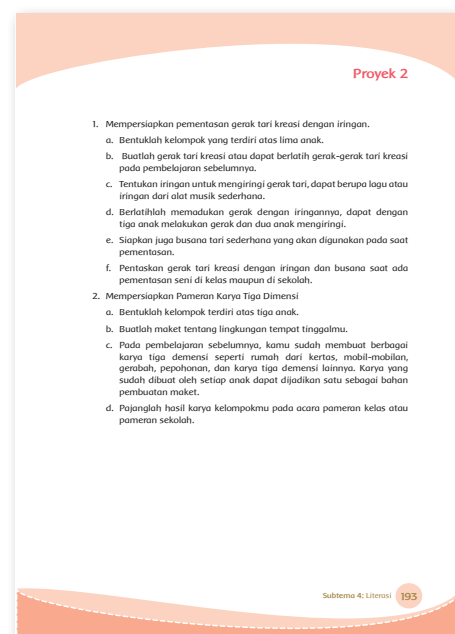 Proyek 2
1. Mempersiapkan pementasan gerak tari kreasi dengan iringan.
a. Bentuklah kelompok yang terdiri atas lima anak.
b. Buatlah gerak tari kreasi atau dapat berlatih gerak-gerak tari kreasi
pada pembelajaran sebelumnya.
c. Tentukan iringan untuk mengiringi gerak tari, dapat berupa lagu atau
iringan dari alat musik sederhana.
d. Berlatihlah memadukan gerak dengan iringannya, dapat dengan
tiga anak melakukan gerak dan dua anak mengiringi.
e. Siapkan juga busana tari sederhana yang akan digunakan pada saat
pementasan.
f. Pentaskan gerak tari kreasi dengan iringan dan busana saat ada
pementasan seni di kelas maupun di sekolah.
2. Mempersiapkan Pameran Karya Tiga Dimensi
a. Bentuklah kelompok terdiri atas tiga anak.
b. Buatlah maket tentang lingkungan tempat tinggalmu.
c. Pada pembelajaran sebelumnya, kamu sudah membuat berbagai
karya tiga demensi seperti rumah dari kertas, mobil-mobilan,
gerabah, pepohonan, dan karya tiga demensi lainnya. Karya yang
sudah dibuat oleh setiap anak dapat dijadikan satu sebagai bahan
pembuatan maket.
d. Pajanglah hasil karya kelompokmu pada acara pameran kelas atau
pameran sekolah.
Subtema 4: Literasi 193